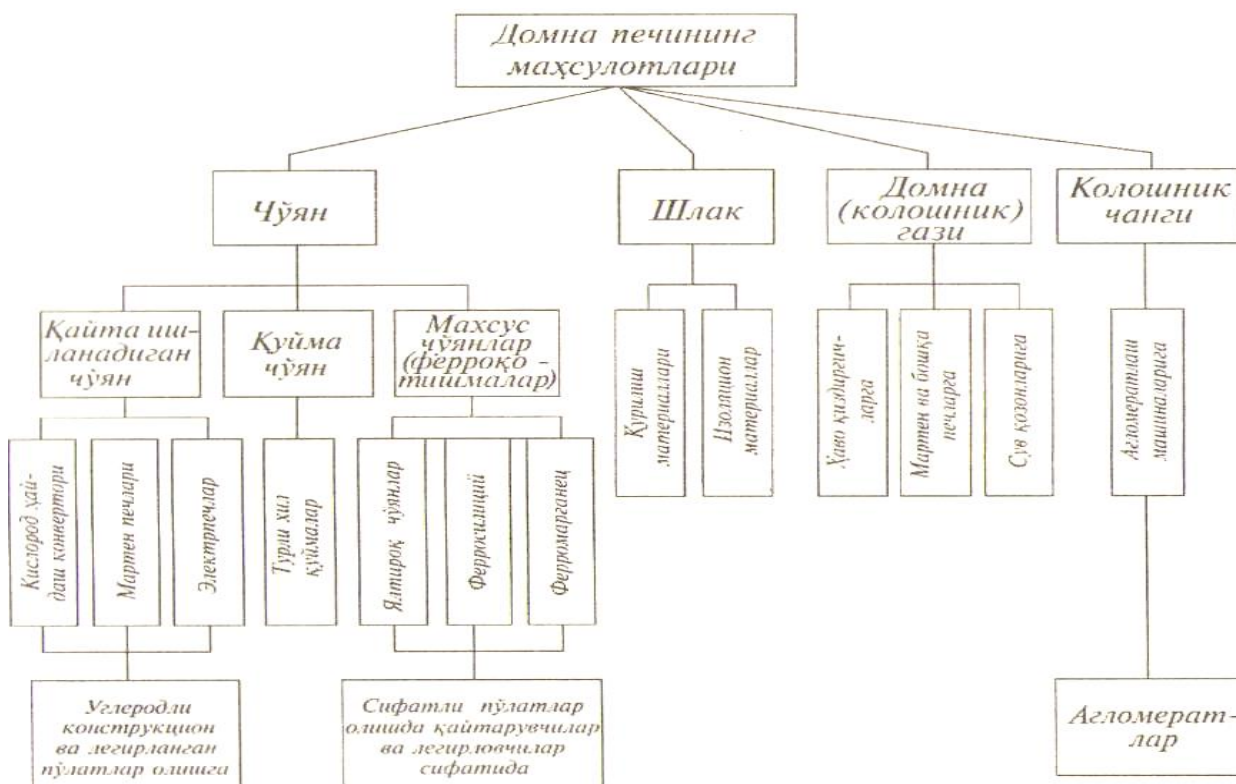 Домна печининг
маҳсулотлари
Чўян
Шлак
Домна
(колошник)
гази
Колошник
чанги
Қайта иш-
ланадиган
чўян
Қуйма
чўян
Махсус
чўянлар
(ферроқо -
тишмалар)
Қурилиш
материаллари
Изоляцион
материаллар
Ҳаво қиздиргич-
ларга
Мартен ва бошқа
печларга
Сув қозонларига
Агломератлаш
машиналарига
Кислород ҳай-
даш конвертори
Мартен печлари
Электрпечлар
Турли хил
қуймалар
Ялтироқ чўянлар
Ферросилиций
Ферромарганец
Углеродли
конструкцион
ва легирланган
пўлатлар олишга
Сифатли пўлатлар
олишда қайтарувчилар
ва легирловчилар
сифатида
Агломерат-
лар